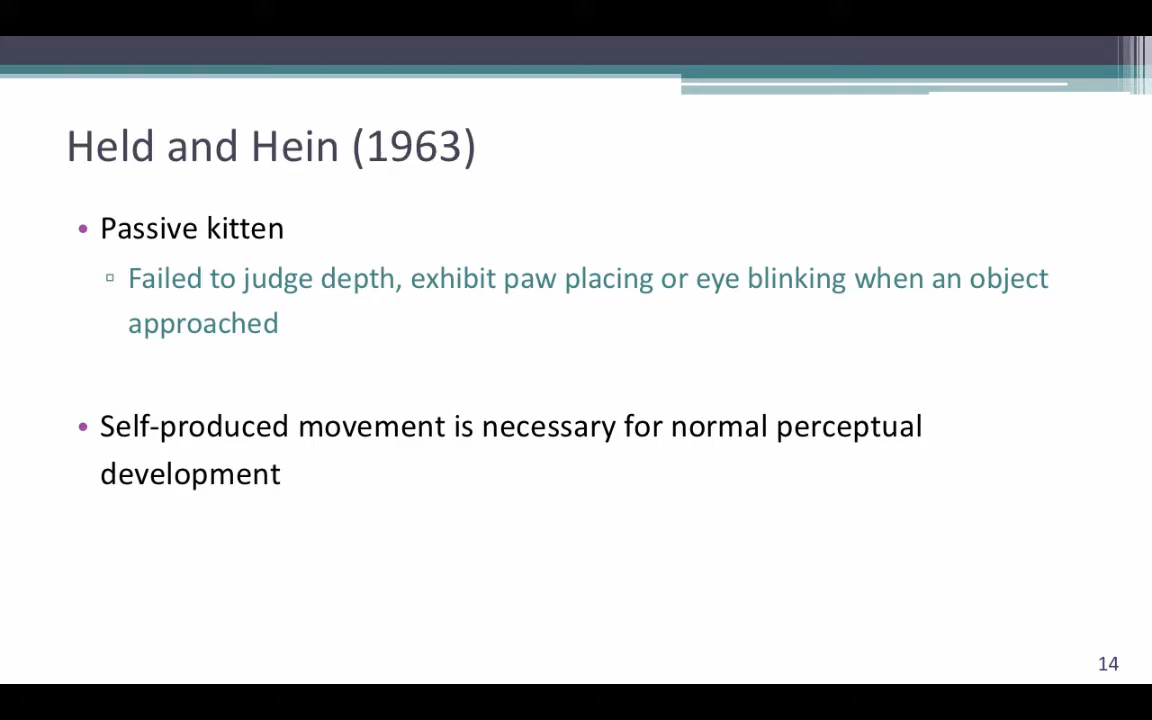 Held and Hein (1963)
• Passive kitten
▫ Failed to judge depth, exhibit paw placing or eye blinking when an object
approached
• Self-produced movement is necessary for normal perceptual
development
14